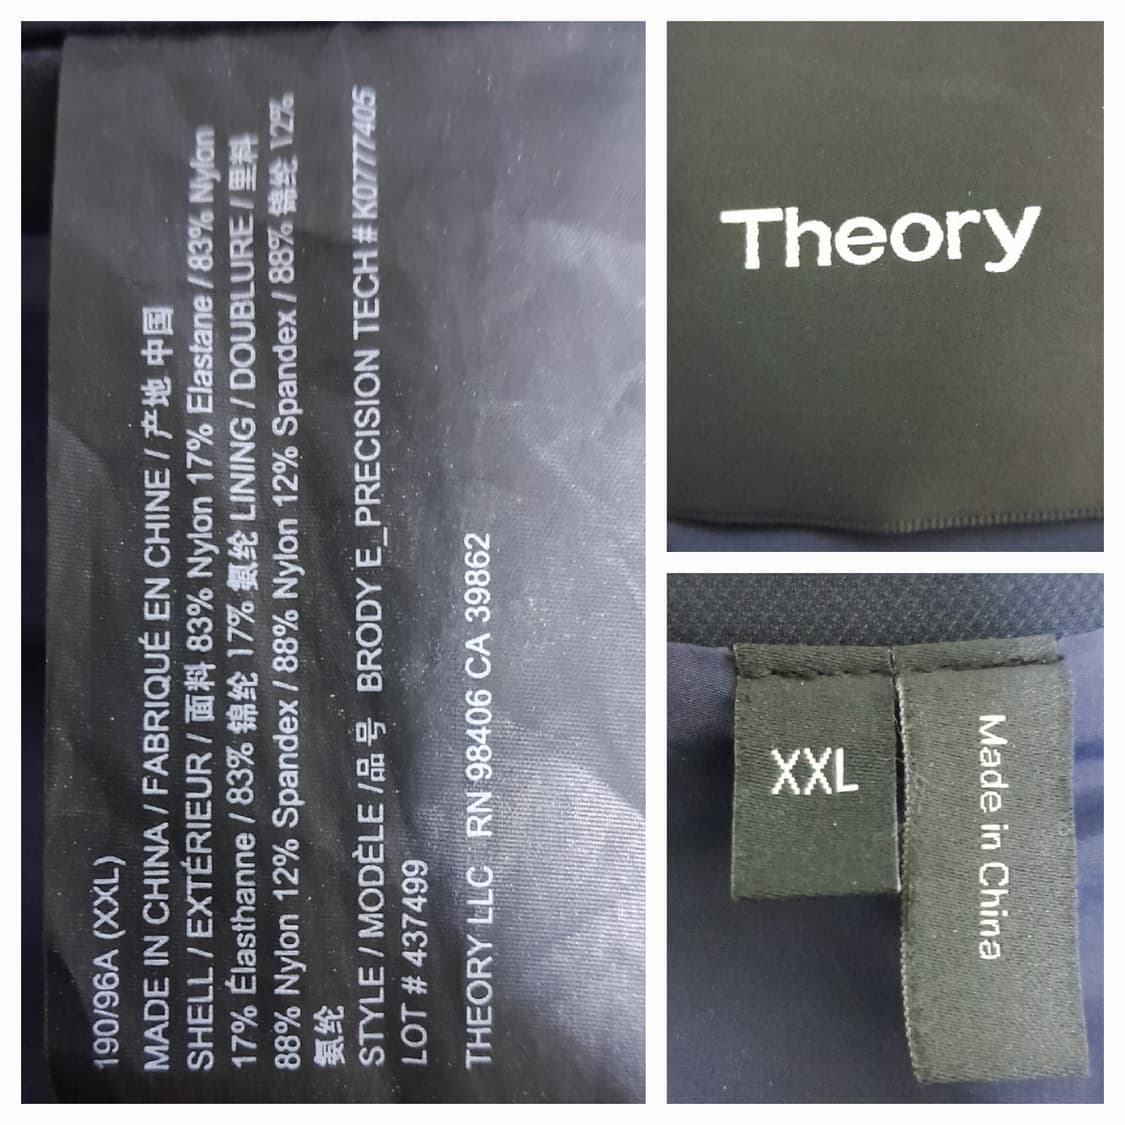 190/96A (XXL)
MADE IN CHINA / FABRIQUÉ EN CHINE / 产地 中国
SHELL / EXTÉRIEUR / 面料 83% Nylon 17% Elastane / 83% Nylon
17% Élasthanne / 83% 锦纶 17% 氨纶 LINING / DOUBLURE / 里料
88% Nylon 12% Spandex / 88% Nylon 12% Spandex / 88% 锦纶 12%
氨纶
STYLE / MODÈLE /品号 BRODY E_PRECISION TECH # K0777405
LOT # 437499
THEORY LLC RN 98406 CA 39862
Theory
XXL
Made in China